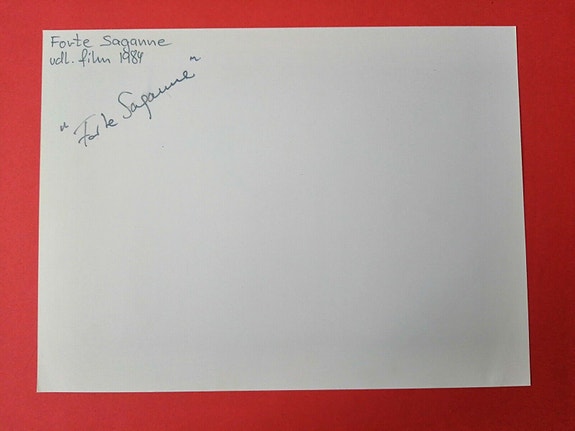 Forte Saganne
udl. film 1984
"Forte Saganne"